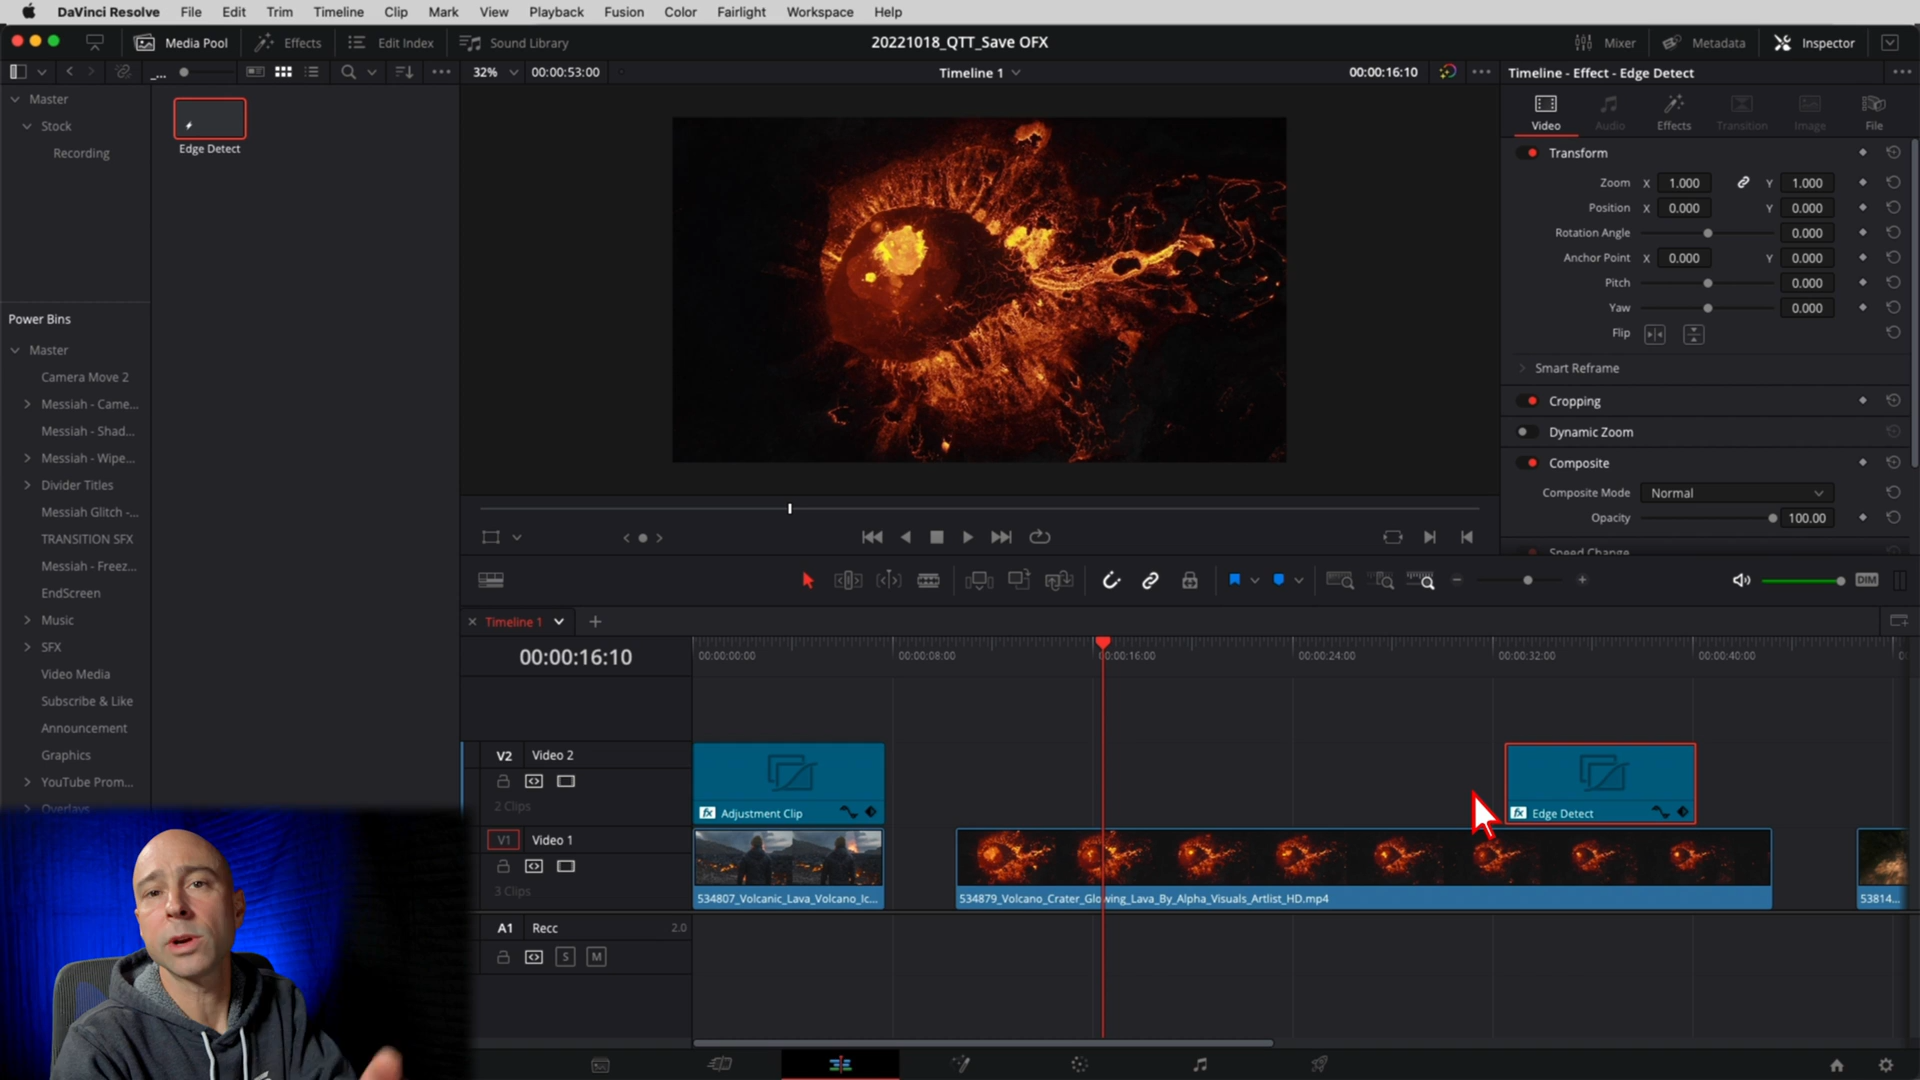 DaVinci Resolve File Edit Trim Timeline Clip Mark View Playback Fusion Color Fairlight Workspace Help
Media Pool Effects Edit Index Sound Library 20221018_QTT_Save OFX Mixer Metadata Inspector
32% 00:00:53:00 Timeline 1 00:00:16:10 Timeline - Effect - Edge Detect
Master
Stock
Recording
Edge Detect
Video Audio Effects Transition Image File
Transform
Zoom X 1.000 Y 1.000
Position X 0.000 Y 0.000
Rotation Angle 0.000
Anchor Point X 0.000 Y 0.000
Pitch 0.000
Yaw 0.000
Flip
Smart Reframe
Cropping
Dynamic Zoom
Composite
Composite Mode Normal
Opacity 100.00
Speed Change
Power Bins
Master
Camera Move 2
Messiah - Came...
Messiah - Shad...
Messiah - Wipe...
Divider Titles
Messiah Glitch -...
TRANSITION SFX
Messiah - Freez...
EndScreen
Music
SFX
Video Media
Subscribe & Like
Announcement
Graphics
YouTube Prom...
Overlays
DIM
Timeline 1
00:00:16:10 00:00:00:00 00:00:08:00 00:00:16:00 00:00:24:00 00:00:32:00 00:00:40:00
V2 Video 2
2 Clips
fx Adjustment Clip
fx Edge Detect
V1 Video 1
3 Clips
534807_Volcanic_Lava_Volcano_Ic...
534879_Volcano_Crater_Glowing_Lava_By_Alpha_Visuals_Artlist_HD.mp4
53814...
A1 Recc 2.0
S M